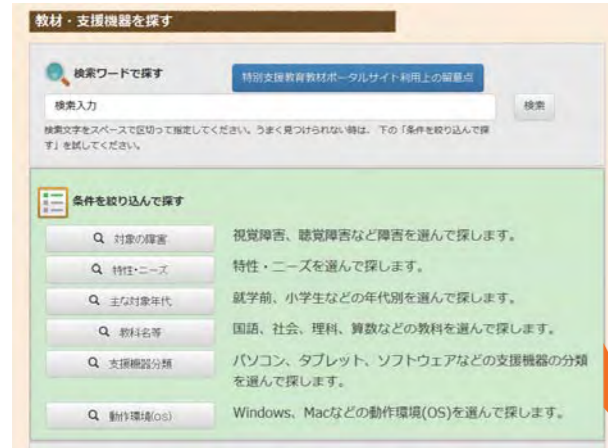 教材・支援機器を探す
検索ワードで探す
特別支援教育教材ポータルサイト利用上の留意点
検索入力
検索
検索文字をスペースで区切って指定してください。うまく見つけられない時は、 下の「条件を絞り込んで探
す」を試してください。
条件を絞り込んで探す
対象の障害 視覚障害、聴覚障害など障害を選んで探します。
特性・ニーズ 特性・ニーズを選んで探します。
主な対象年代 就学前、小学生などの年代別を選んで探します。
教科名等 国語、社会、理科、算数などの教科を選んで探します。
支援機器分類 パソコン、タブレット、ソフトウェアなどの支援機器の分類
を選んで探します。
動作環境(OS) Windows、Macなどの動作環境(OS)を選んで探します。